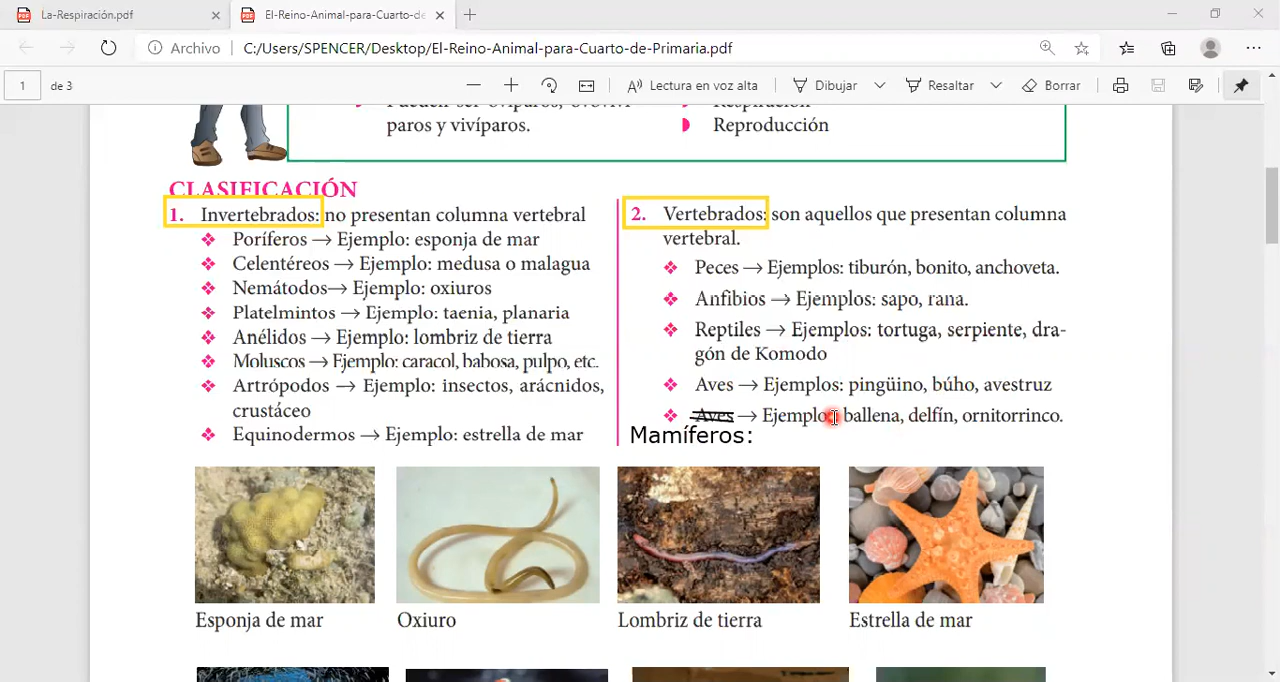 La-Respiración.pdf
El-Reino-Animal-para-Cuarto-de-
Archivo
C:/Users/SPENCER/Desktop/El-Reino-Animal-para-Cuarto-de-Primaria.pdf
1 de 3
Lectura en voz alta
Dibujar
Resaltar
Borrar
paros y vivíparos.
Respiración
Reproducción
CLASIFICACIÓN
1. Invertebrados: no presentan columna vertebral
❖ Poríferos → Ejemplo: esponja de mar
❖ Celentéreos → Ejemplo: medusa o malagua
❖ Nemátodos→ Ejemplo: oxiuros
❖ Platelmintos → Ejemplo: taenia, planaria
❖ Anélidos → Ejemplo: lombriz de tierra
❖ Moluscos → Ejemplo: caracol, babosa, pulpo, etc.
❖ Artrópodos → Ejemplo: insectos, arácnidos,
crustáceo
❖ Equinodermos → Ejemplo: estrella de mar
2. Vertebrados: son aquellos que presentan columna
vertebral.
❖ Peces → Ejemplos: tiburón, bonito, anchoveta.
❖ Anfibios → Ejemplos: sapo, rana.
❖ Reptiles → Ejemplos: tortuga, serpiente, dra-
gón de Komodo
❖ Aves → Ejemplos: pingüino, búho, avestruz
❖ Aves → Ejemplo: ballena, delfín, ornitorrinco.
Mamíferos:
Esponja de mar
Oxiuro
Lombriz de tierra
Estrella de mar